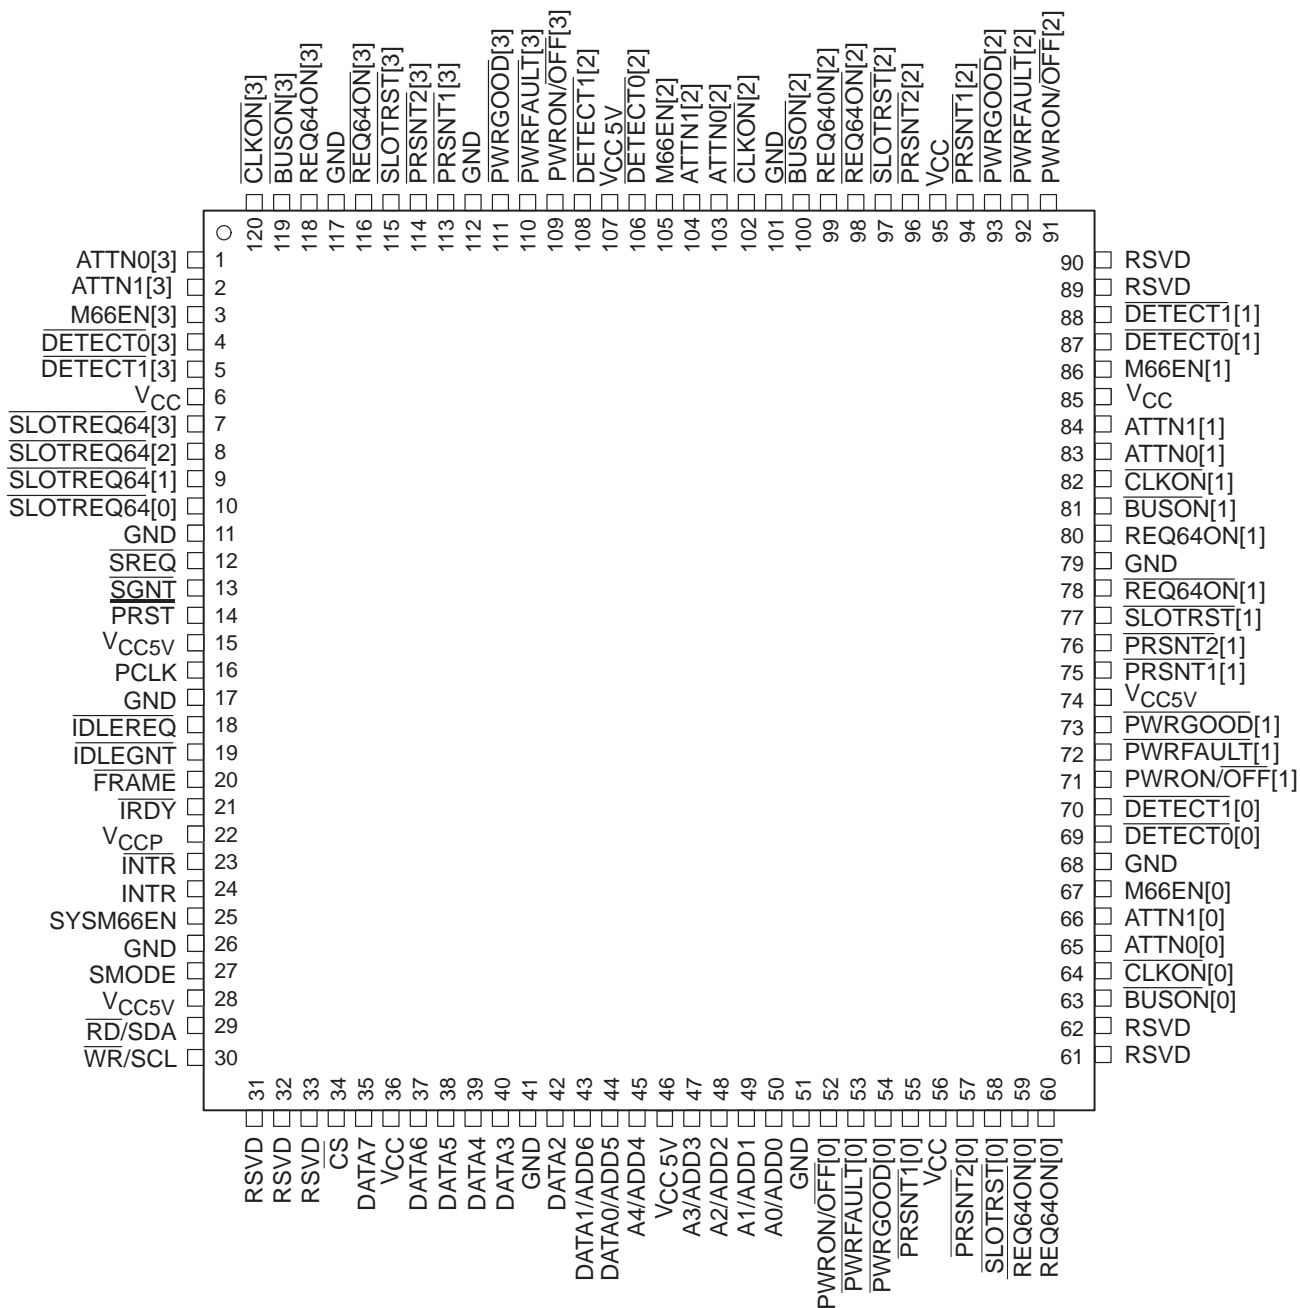 CLKON[3]
BUSON[3]
REQ64ON[3]
GND
REQ64ON[3]
SLOTRST[3]
PRSNT2[3]
PRSNT1[3]
GND
PWRGOOD[3]
PWRFAULT[3]
PWRON/OFF[3]
DETECT1[2]
VCC5V
DETECT0[2]
M66EN[2]
ATTN1[2]
ATTN0[2]
CLKON[2]
GND
BUSON[2]
REQ640N[2]
REQ64ON[2]
SLOTRST[2]
PRSNT2[2]
VCC
PRSNT1[2]
PWRGOOD[2]
PWRFAULT[2]
PWRON/OFF[2]
120 119 118 117 116 115 114 113 112 111 110 109 108 107 106 105 104 103 102 101 100 99 98 97 96 95 94 93 92 91
ATTN0[3] 1
ATTN1[3] 2
M66EN[3] 3
DETECT0[3] 4
DETECT1[3] 5
VCC 6
SLOTREQ64[3] 7
SLOTREQ64[2] 8
SLOTREQ64[1] 9
SLOTREQ64[0] 10
GND 11
SREQ 12
SGNT 13
PRST 14
VCC5V 15
PCLK 16
GND 17
IDLEREQ 18
IDLEGNT 19
FRAME 20
IRDY 21
VCCP 22
INTR 23
INTR 24
SYSM66EN 25
GND 26
SMODE 27
VCC5V 28
RD/SDA 29
WR/SCL 30
90 RSVD
89 RSVD
88 DETECT1[1]
87 DETECT0[1]
86 M66EN[1]
85 VCC
84 ATTN1[1]
83 ATTN0[1]
82 CLKON[1]
81 BUSON[1]
80 REQ64ON[1]
79 GND
78 REQ64ON[1]
77 SLOTRST[1]
76 PRSNT2[1]
75 PRSNT1[1]
74 VCC5V
73 PWRGOOD[1]
72 PWRFAULT[1]
71 PWRON/OFF[1]
70 DETECT1[0]
69 DETECT0[0]
68 GND
67 M66EN[0]
66 ATTN1[0]
65 ATTN0[0]
64 CLKON[0]
63 BUSON[0]
62 RSVD
61 RSVD
31 32 33 34 35 36 37 38 39 40 41 42 43 44 45 46 47 48 49 50 51 52 53 54 55 56 57 58 59 60
RSVD
RSVD
RSVD
CS
DATA7
VCC
DATA6
DATA5
DATA4
DATA3
GND
DATA2
DATA1/ADD6
DATA0/ADD5
A4/ADD4
VCC5V
A3/ADD3
A2/ADD2
A1/ADD1
A0/ADD0
GND
PWRON/OFF[0]
PWRFAULT[0]
PWRGOOD[0]
PRSNT1[0]
VCC
PRSNT2[0]
SLOTRST[0]
REQ64ON[0]
REQ64ON[0]